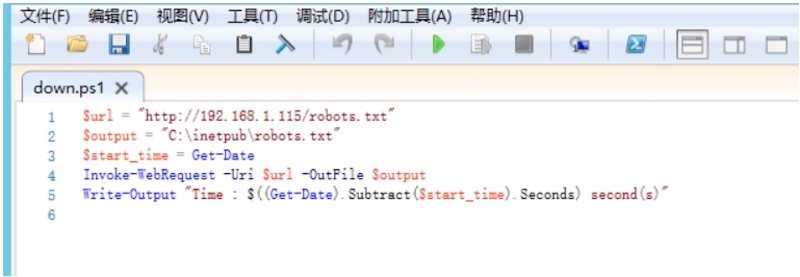 文件(F) 编辑(E) 视图(V) 工具(T) 调试(D) 附加工具(A) 帮助(H)
down.ps1
1 $url = "http://192.168.1.115/robots.txt"
2 $output = "C:\inetpub\robots.txt"
3 $start_time = Get-Date
4 Invoke-WebRequest -Uri $url -OutFile $output
5 Write-Output "Time : $((Get-Date).Subtract($start_time).Seconds) second(s)"
6